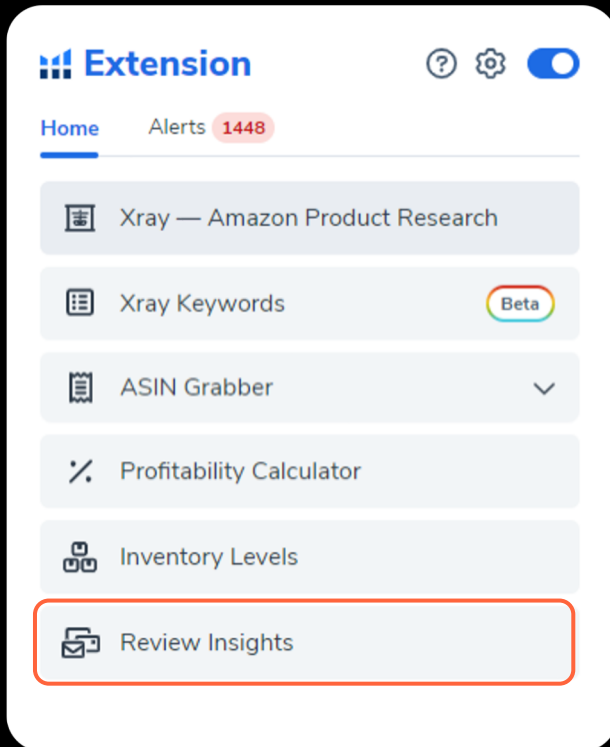 Extension
Home Alerts 1448
Xray — Amazon Product Research
Xray Keywords Beta
ASIN Grabber
Profitability Calculator
Inventory Levels
Review Insights